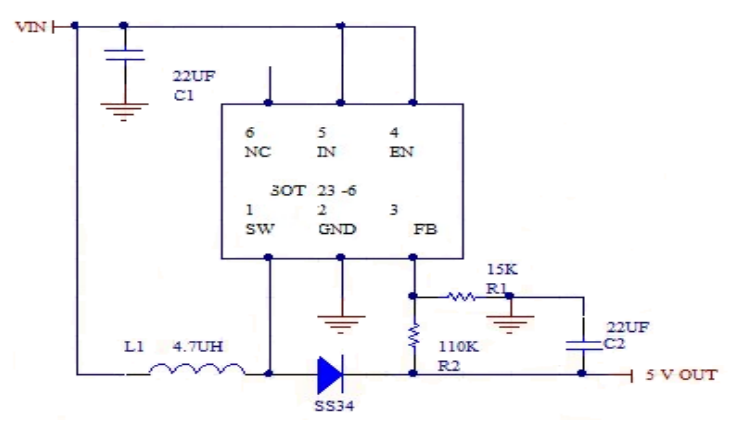 VIN
22UF
C1
6 5 4
NC IN EN
SOT 23 -6
1 2 3
SW GND FB
15K
R1
L1 4.7UH
110K
R2
22UF
C2
5 V OUT
SS34